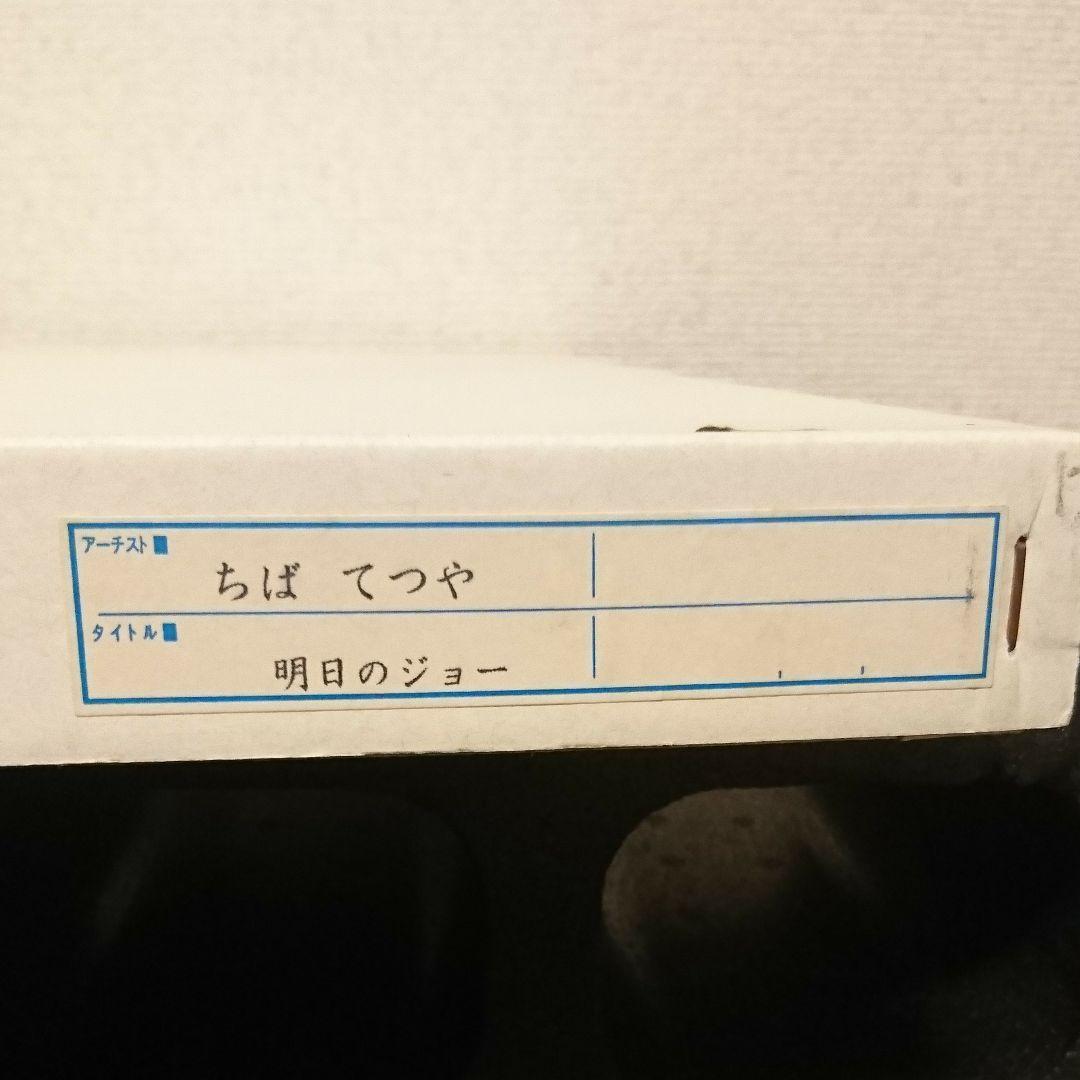 アーチスト■
ちば てつや
タイトル■
明日のジョー